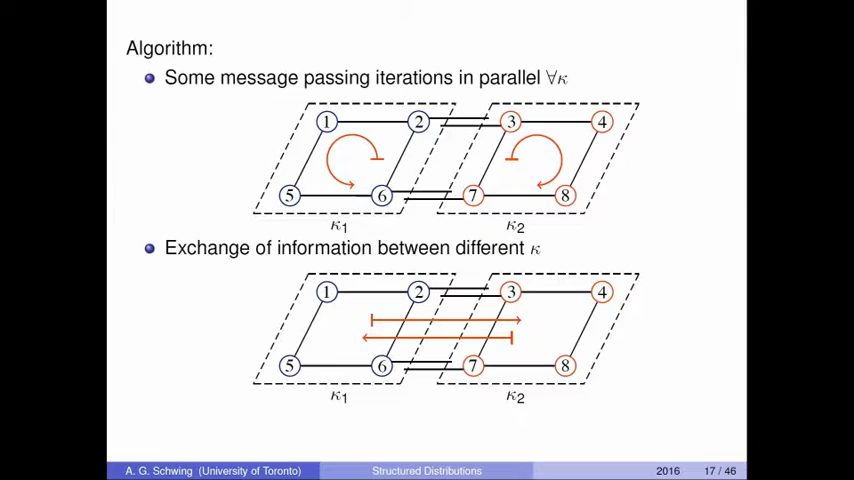 Algorithm:
Some message passing iterations in parallel ∀κ
1 2 3 4
5 6 7 8
κ1 κ2
Exchange of information between different κ
1 2 3 4
5 6 7 8
κ1 κ2
A. G. Schwing (University of Toronto) Structured Distributions 2016 17 / 46